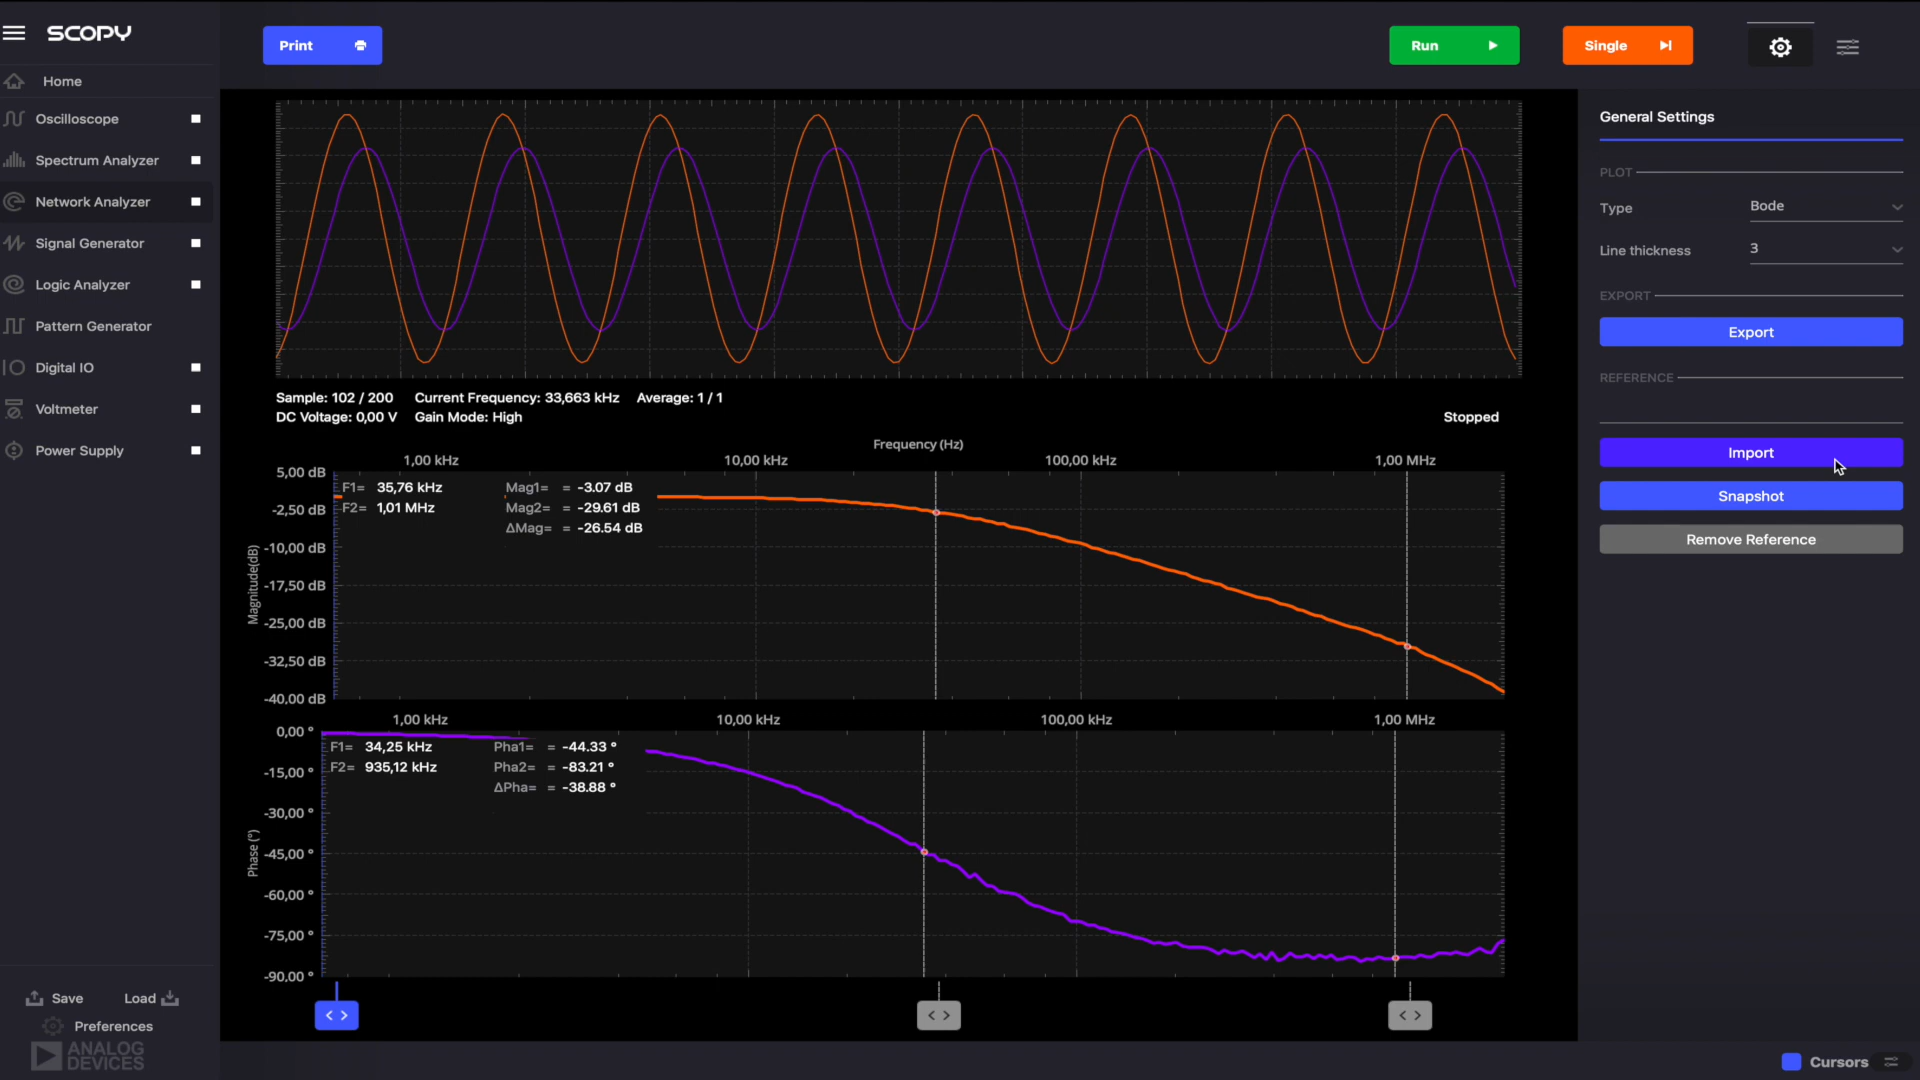 SCOPY
Print
Run
Single
Home
Oscilloscope
Spectrum Analyzer
Network Analyzer
Signal Generator
Logic Analyzer
Pattern Generator
Digital IO
Voltmeter
Power Supply
Save
Load
Preferences
ANALOG
DEVICES
Sample: 102 / 200 Current Frequency: 33,663 kHz Average: 1 / 1
DC Voltage: 0,00 V Gain Mode: High
Stopped
Frequency (Hz)
1,00 kHz 10,00 kHz 100,00 kHz 1,00 MHz
Magnitude(dB)
5,00 dB
-2,50 dB
-10,00 dB
-17,50 dB
-25,00 dB
-32,50 dB
-40,00 dB
F1= 35,76 kHz Mag1= = -3.07 dB
F2= 1,01 MHz Mag2= = -29.61 dB
ΔMag= = -26.54 dB
1,00 kHz 10,00 kHz 100,00 kHz 1,00 MHz
Phase (°)
0,00 °
-15,00 °
-30,00 °
-45,00 °
-60,00 °
-75,00 °
-90,00 °
F1= 34,25 kHz Pha1= = -44.33 °
F2= 935,12 kHz Pha2= = -83.21 °
ΔPha= = -38.88 °
General Settings
PLOT
Type Bode
Line thickness 3
EXPORT
Export
REFERENCE
Import
Snapshot
Remove Reference
Cursors